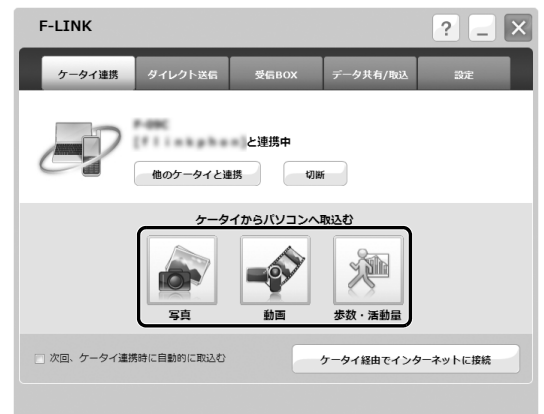 F-LINK
? _ ×
ケータイ連携 ダイレクト送信 受信BOX データ共有/取込 設定
と連携中
他のケータイと連携 切断
ケータイからパソコンへ取込む
写真 動画 歩数・活動量
次回、ケータイ連携時に自動的に取込む
ケータイ経由でインターネットに接続